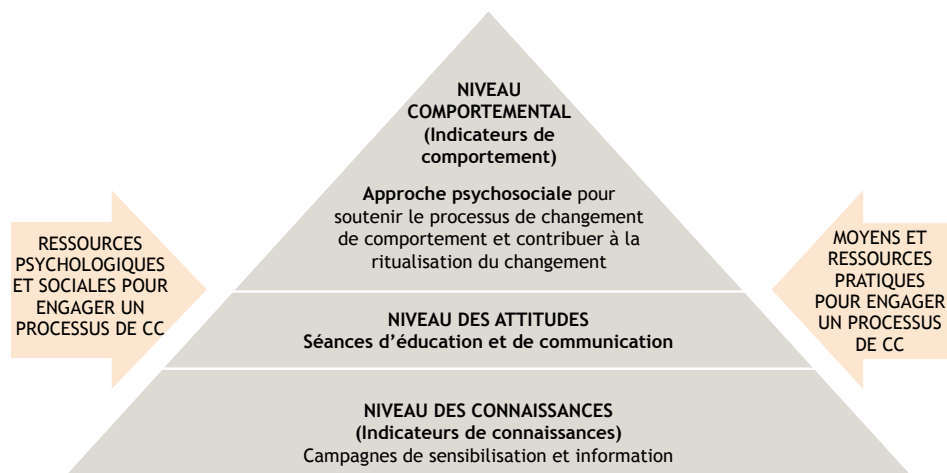 NIVEAU
COMPORTEMENTAL
(Indicateurs de
comportement)
Approche psychosociale pour
soutenir le processus de changement
de comportement et contribuer à la
ritualisation du changement
RESSOURCES
PSYCHOLOGIQUES
ET SOCIALES POUR
ENGAGER UN
PROCESSUS DE CC
MOYENS ET
RESSOURCES
PRATIQUES
POUR ENGAGER
UN PROCESSUS
DE CC
NIVEAU DES ATTITUDES
Séances d’éducation et de communication
NIVEAU DES CONNAISSANCES
(Indicateurs de connaissances)
Campagnes de sensibilisation et information